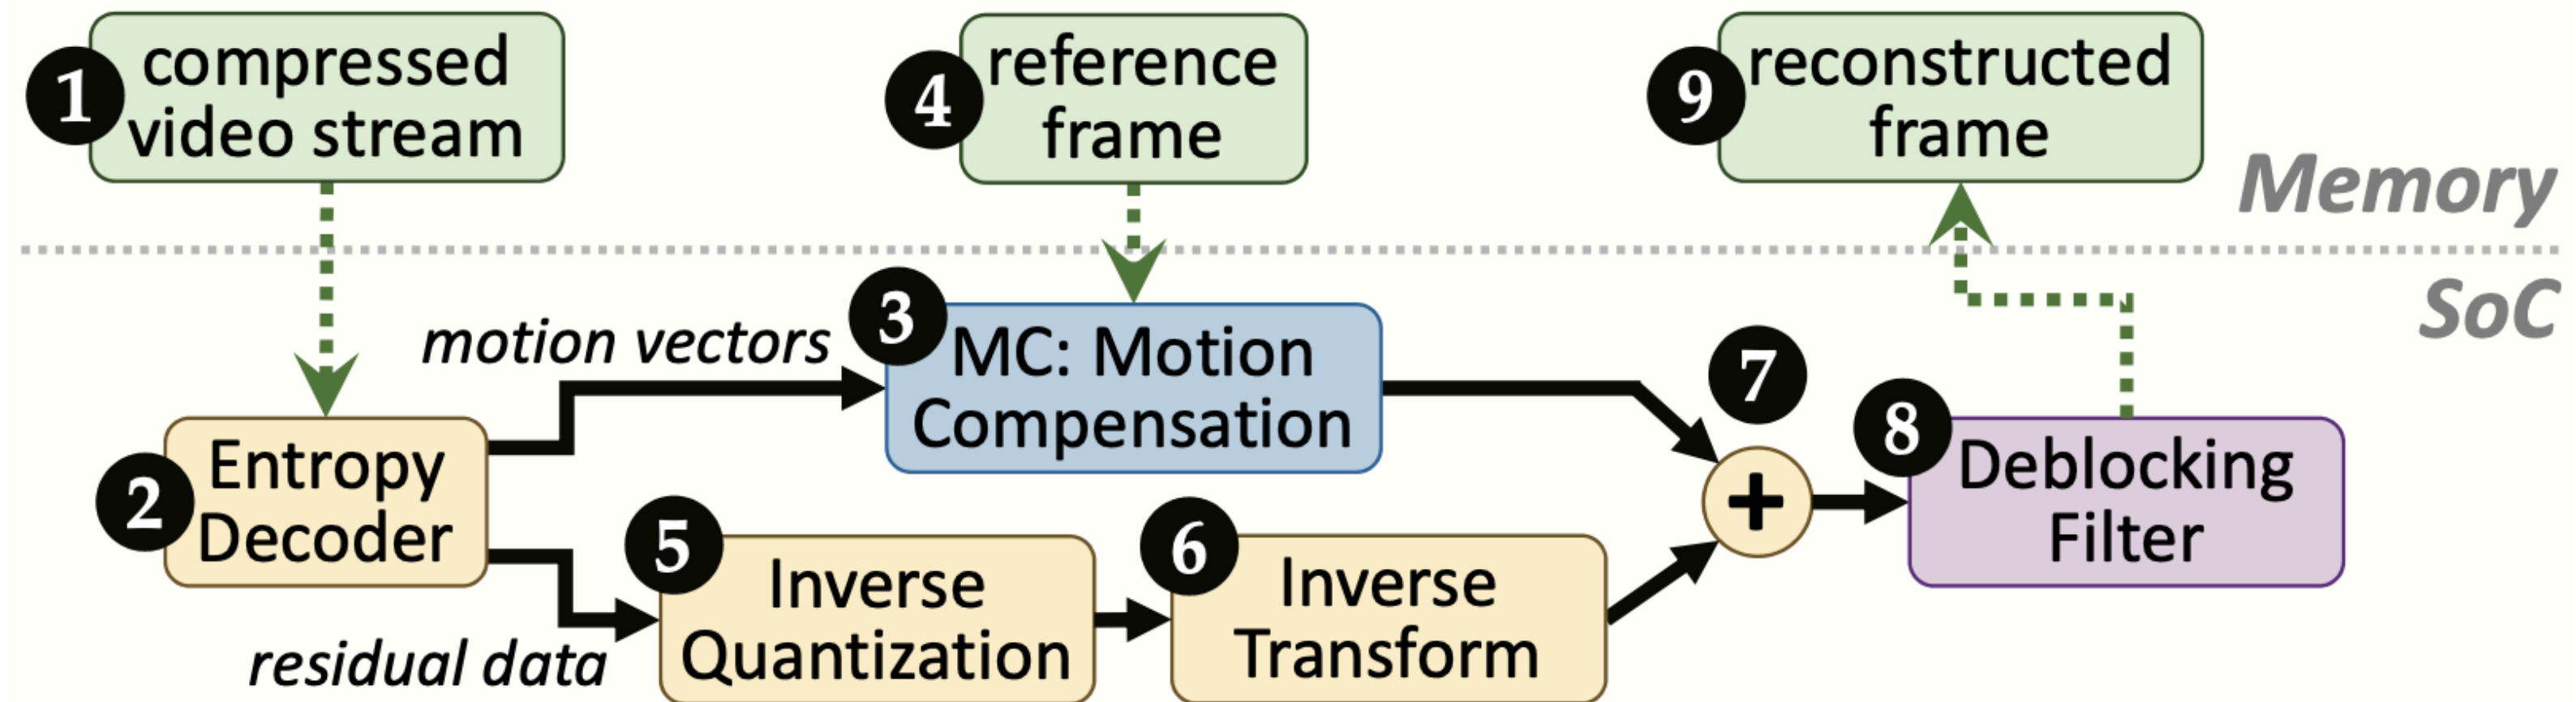 1
compressed
video stream
4
reference
frame
9
reconstructed
frame
Memory
SoC
motion vectors
3
MC: Motion
Compensation
7
+
8
Deblocking
Filter
2
Entropy
Decoder
residual data
5
Inverse
Quantization
6
Inverse
Transform